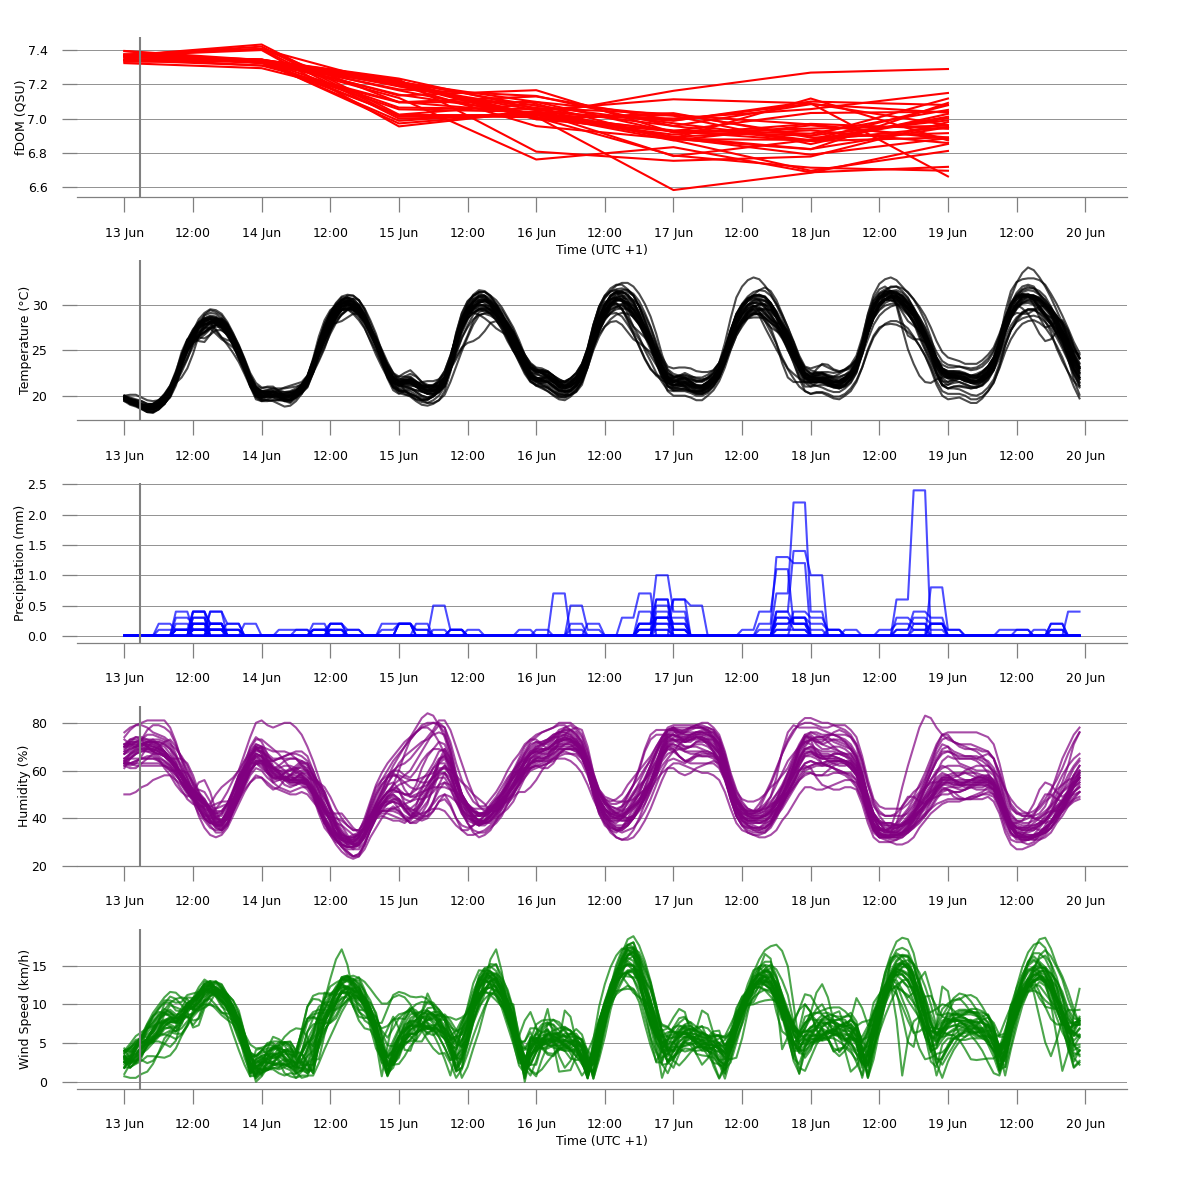 fDOM (QSU)
7.4
7.2
7.0
6.8
6.6
13 Jun 12:00 14 Jun 12:00 15 Jun 12:00 16 Jun 12:00 17 Jun 12:00 18 Jun 12:00 19 Jun 12:00 20 Jun
Time (UTC +1)
Temperature (°C)
30
25
20
13 Jun 12:00 14 Jun 12:00 15 Jun 12:00 16 Jun 12:00 17 Jun 12:00 18 Jun 12:00 19 Jun 12:00 20 Jun
Precipitation (mm)
2.5
2.0
1.5
1.0
0.5
0.0
13 Jun 12:00 14 Jun 12:00 15 Jun 12:00 16 Jun 12:00 17 Jun 12:00 18 Jun 12:00 19 Jun 12:00 20 Jun
Humidity (%)
80
60
40
20
13 Jun 12:00 14 Jun 12:00 15 Jun 12:00 16 Jun 12:00 17 Jun 12:00 18 Jun 12:00 19 Jun 12:00 20 Jun
Wind Speed (km/h)
15
10
5
0
13 Jun 12:00 14 Jun 12:00 15 Jun 12:00 16 Jun 12:00 17 Jun 12:00 18 Jun 12:00 19 Jun 12:00 20 Jun
Time (UTC +1)